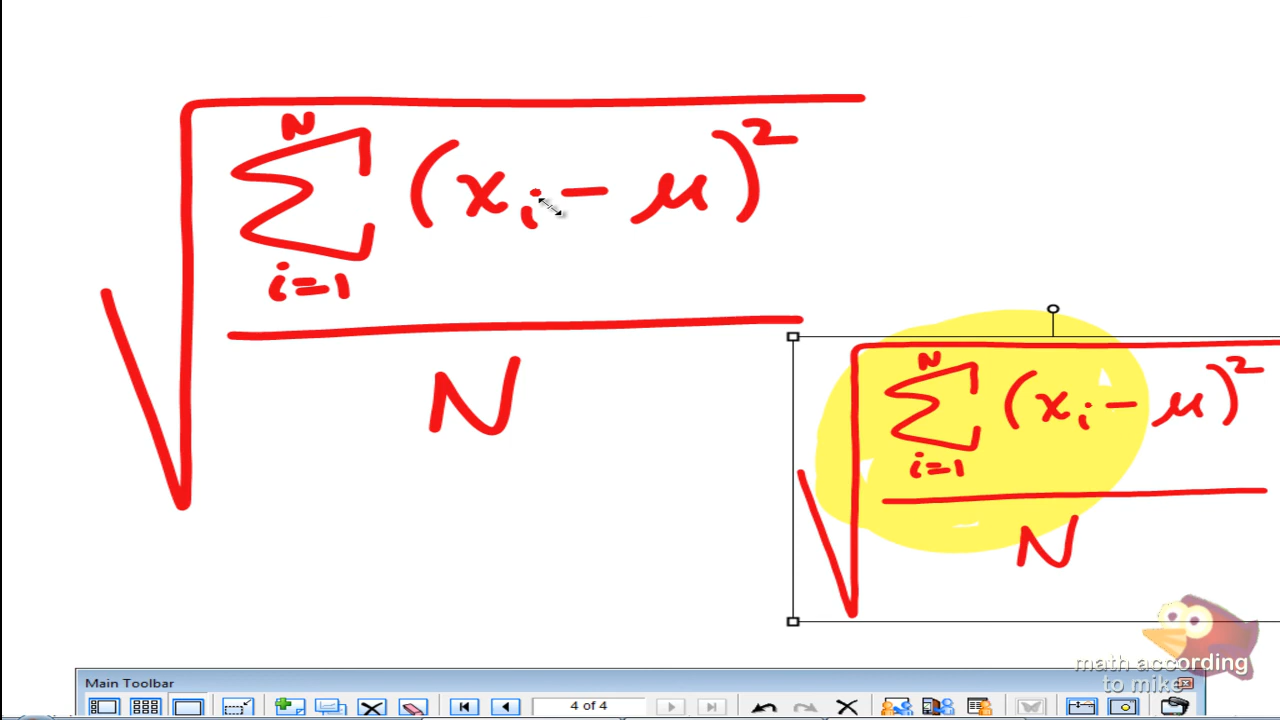 √
N
∑ (xᵢ − μ)²
i=1
N
√
N
∑ (xᵢ − μ)²
i=1
N
math according
to mike
Main Toolbar
4 of 4